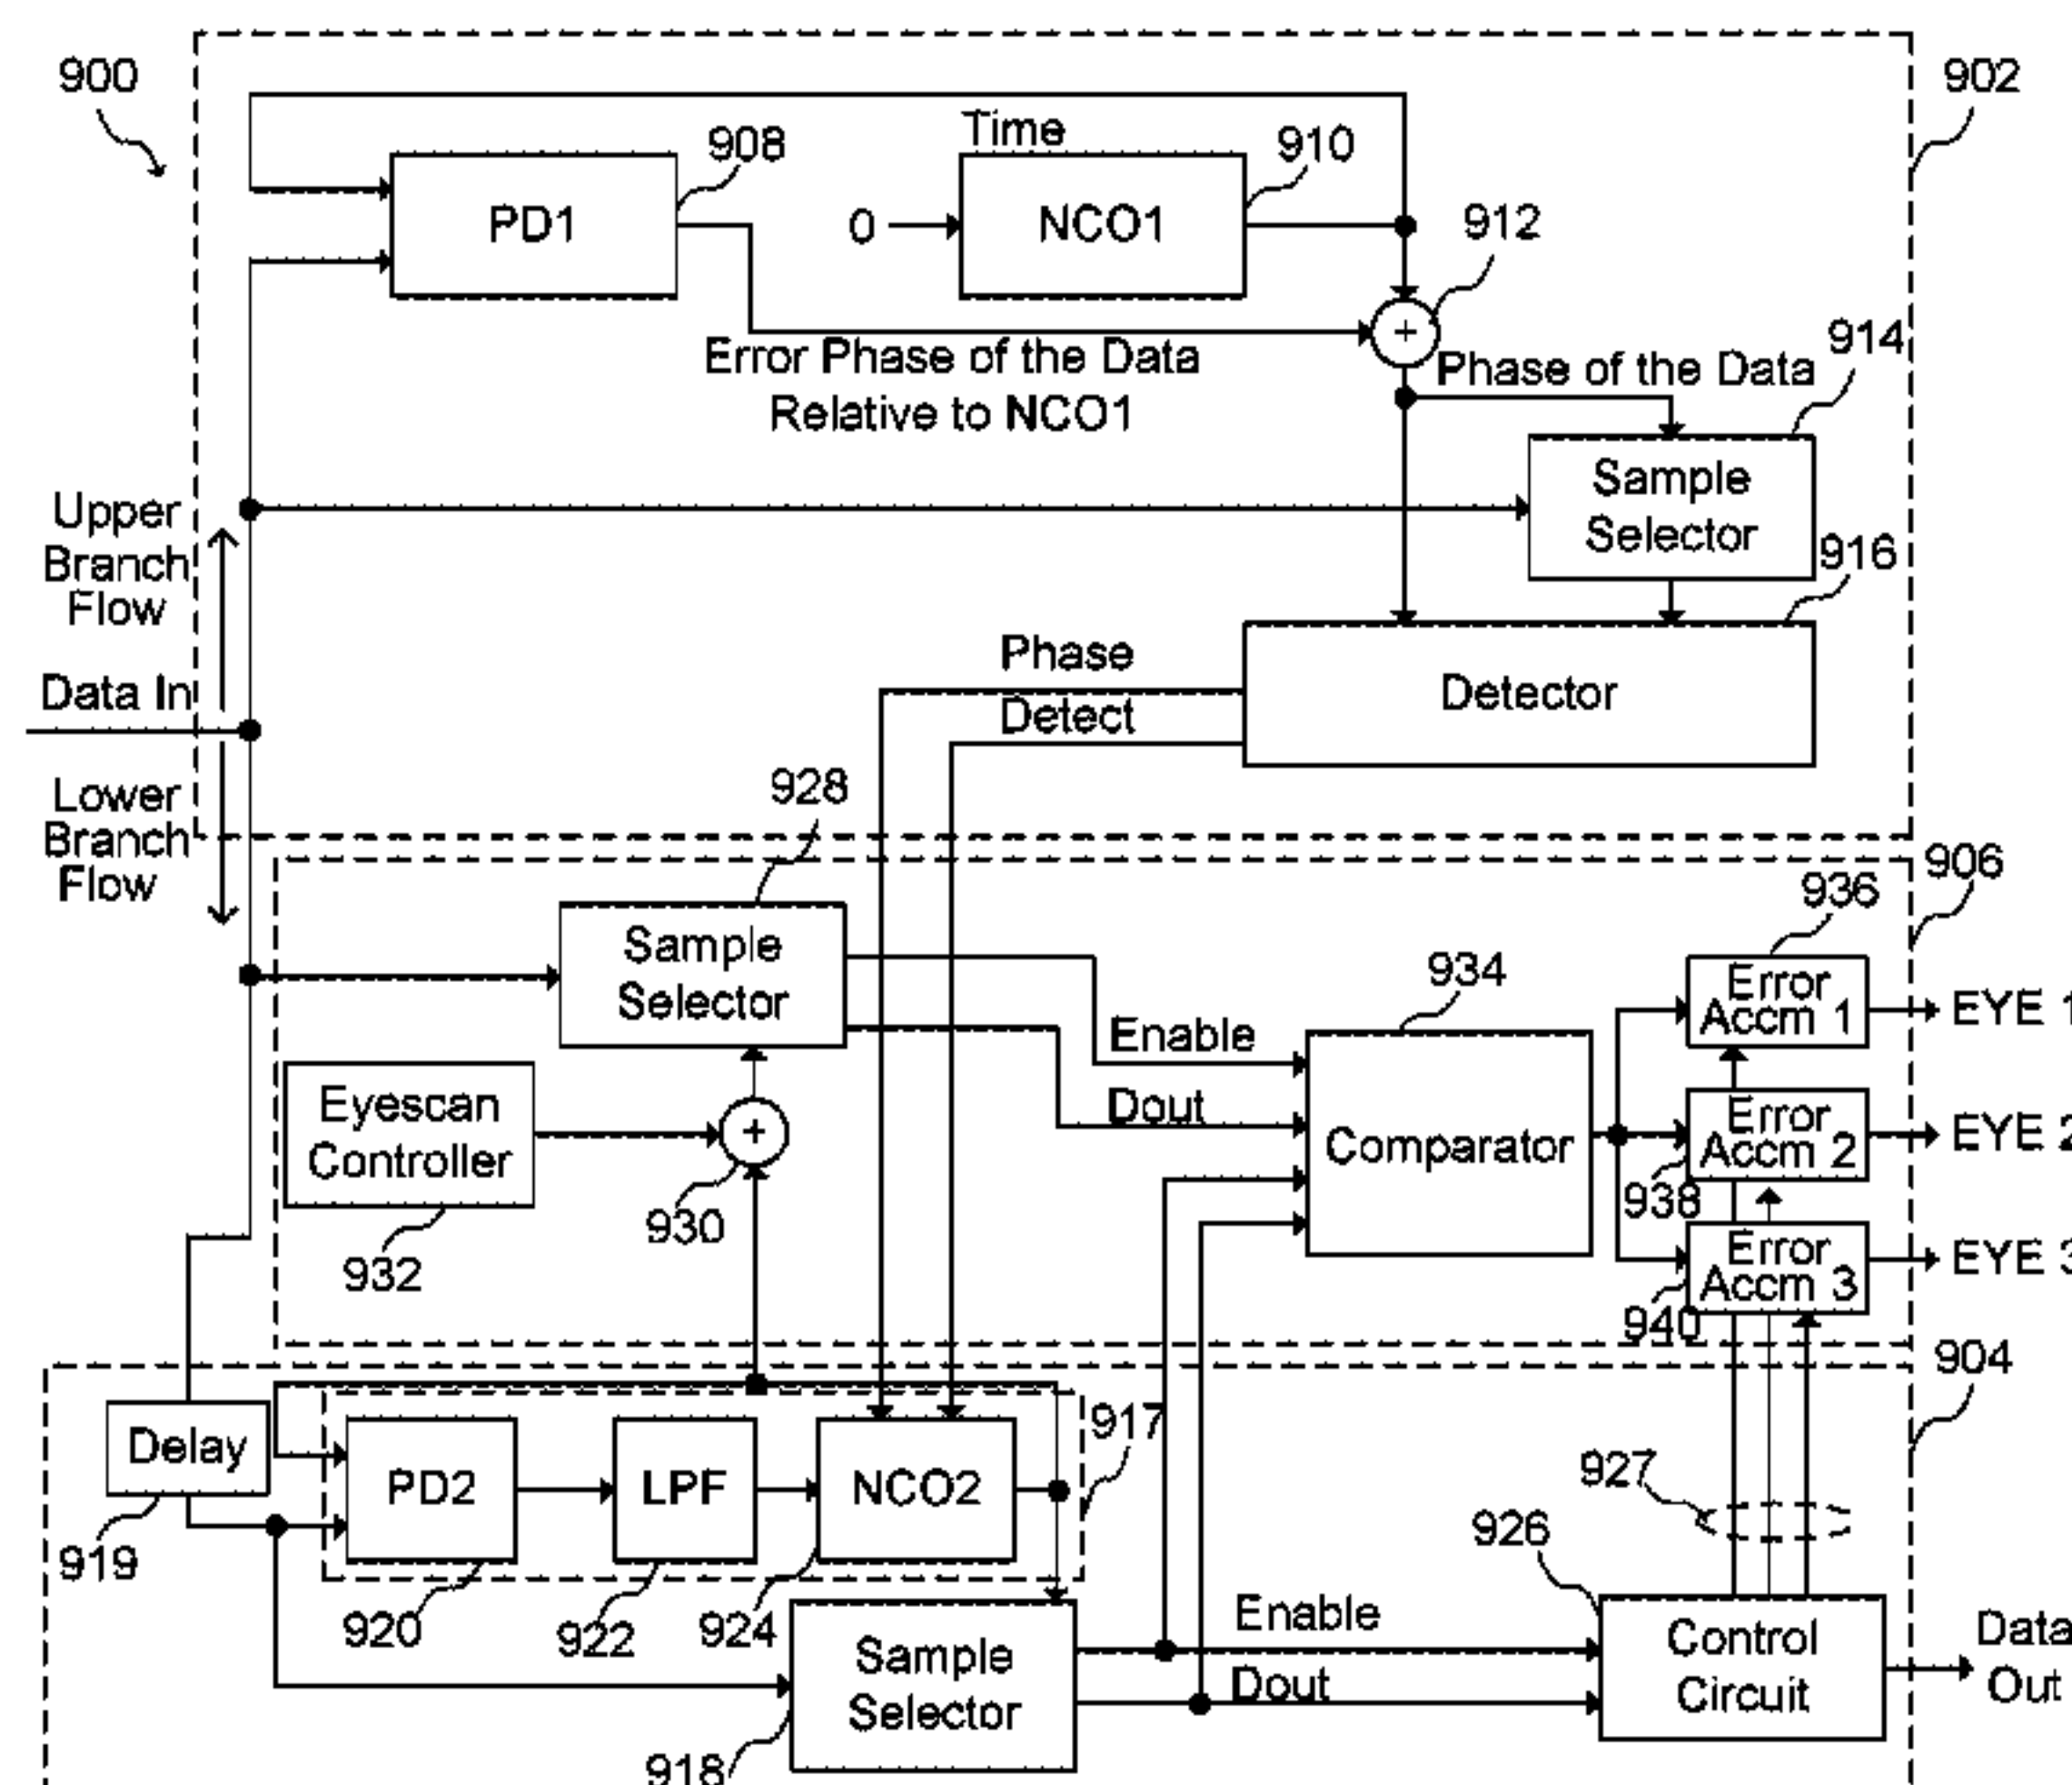 900
902
Time
908
910
PD1
0
NCO1
912
Error Phase of the Data
Relative to NCO1
Phase of the Data
914
Sample
Selector
916
Upper
Branch
Flow
Data In
Lower
Branch
Flow
Phase
Detect
Detector
928
906
936
Sample
Selector
934
Error
Accm 1
EYE 1
Enable
Eyescan
Controller
Dout
Comparator
Error
Accm 2
EYE 2
930
938
932
Error
Accm 3
EYE 3
940
904
Delay
PD2
LPF
NCO2
917
927
919
926
920
922
924
Enable
Sample
Selector
Dout
Control
Circuit
Data
Out
918